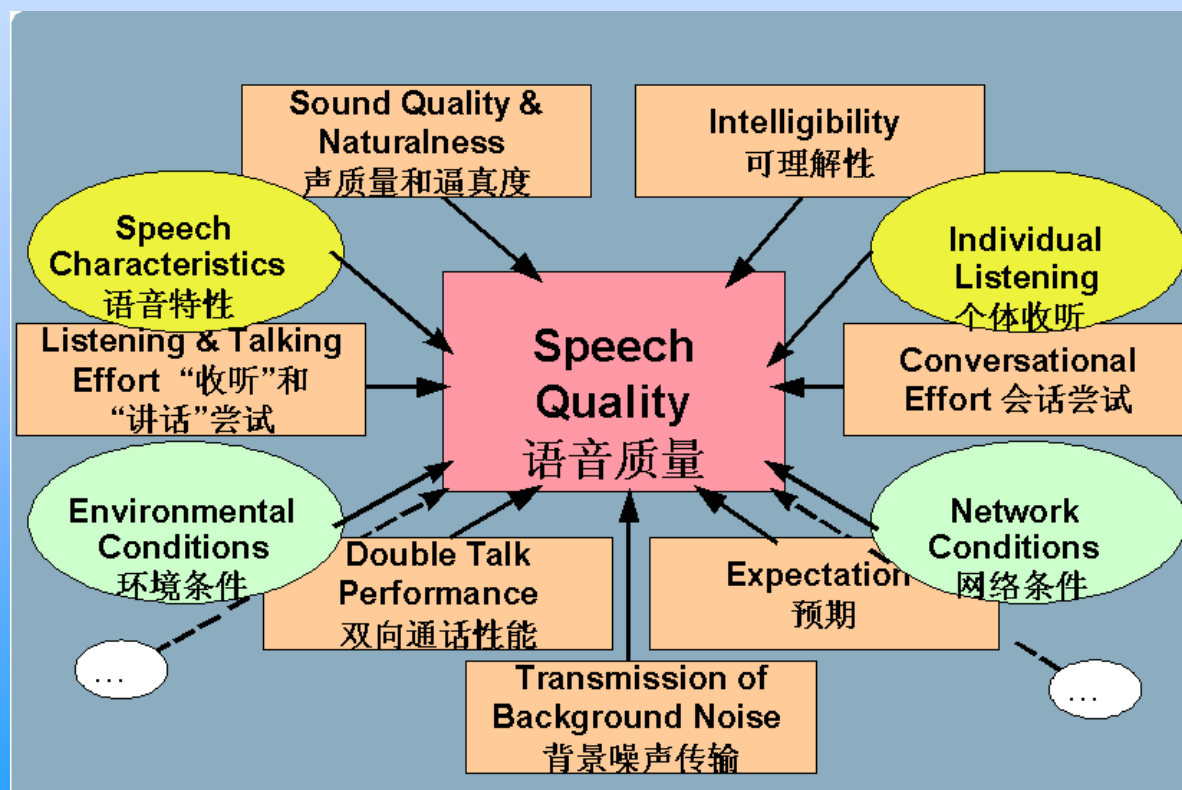 Sound Quality &
Naturalness
声质量和逼真度
Intelligibility
可理解性
Speech
Characteristics
语音特性
Individual
Listening
个体收听
Listening & Talking
Effort “收听”和
“讲话”尝试
Speech
Quality
语音质量
Conversational
Effort 会话尝试
Environmental
Conditions
环境条件
Network
Conditions
网络条件
Double Talk
Performance
双向通话性能
Expectation
预期
...
...
Transmission of
Background Noise
背景噪声传输